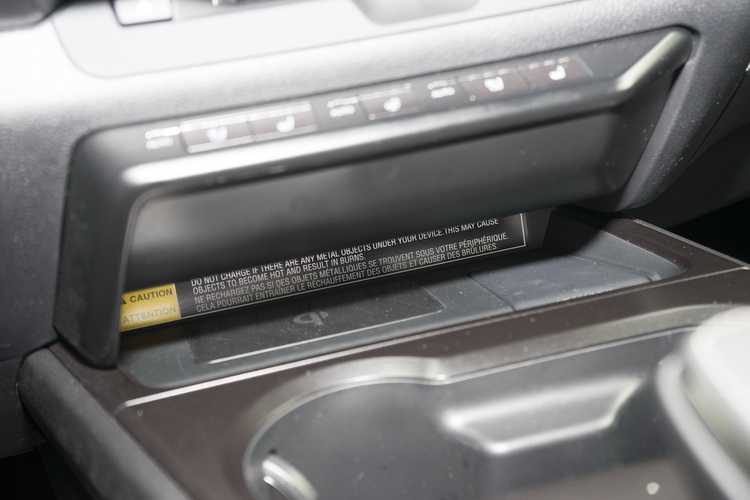 DO NOT CHARGE IF THERE ARE ANY METAL OBJECTS UNDER YOUR DEVICE. THIS MAY CAUSE
OBJECTS TO BECOME HOT AND RESULT IN BURNS.
CAUTION
NE RECHARGEZ PAS SI DES OBJETS MÉTALLIQUES SE TROUVENT SOUS VOTRE PÉRIPHÉRIQUE.
ATTENTION
CELA POURRAIT ENTRAÎNER LE RÉCHAUFFEMENT DES OBJETS ET CAUSER DES BRÛLURES.